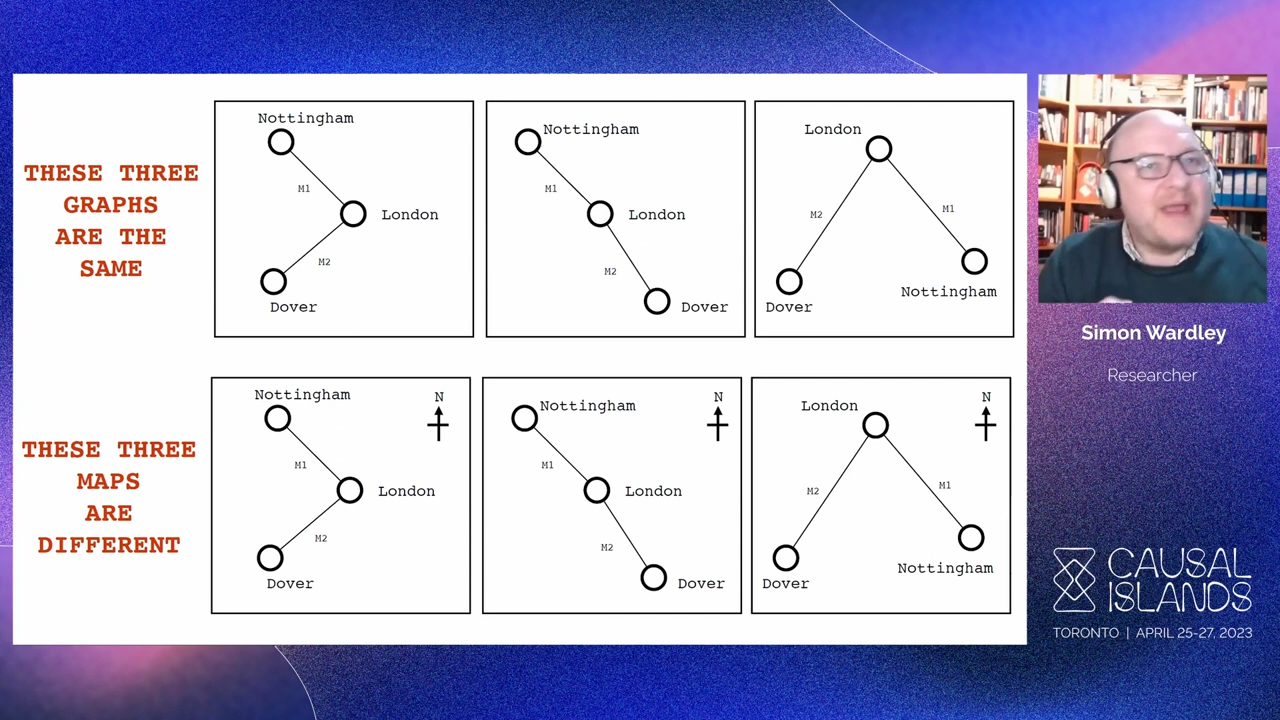 THESE THREE
GRAPHS
ARE THE
SAME
Nottingham
M1
London
M2
Dover
Nottingham
M1
London
M2
Dover
London
M2
M1
Dover
Nottingham
THESE THREE
MAPS
ARE
DIFFERENT
Nottingham
N
M1
London
M2
Dover
Nottingham
N
M1
London
M2
Dover
London
N
M2
M1
Dover
Nottingham
Simon Wardley
Researcher
CAUSAL
ISLANDS
TORONTO | APRIL 25-27, 2023